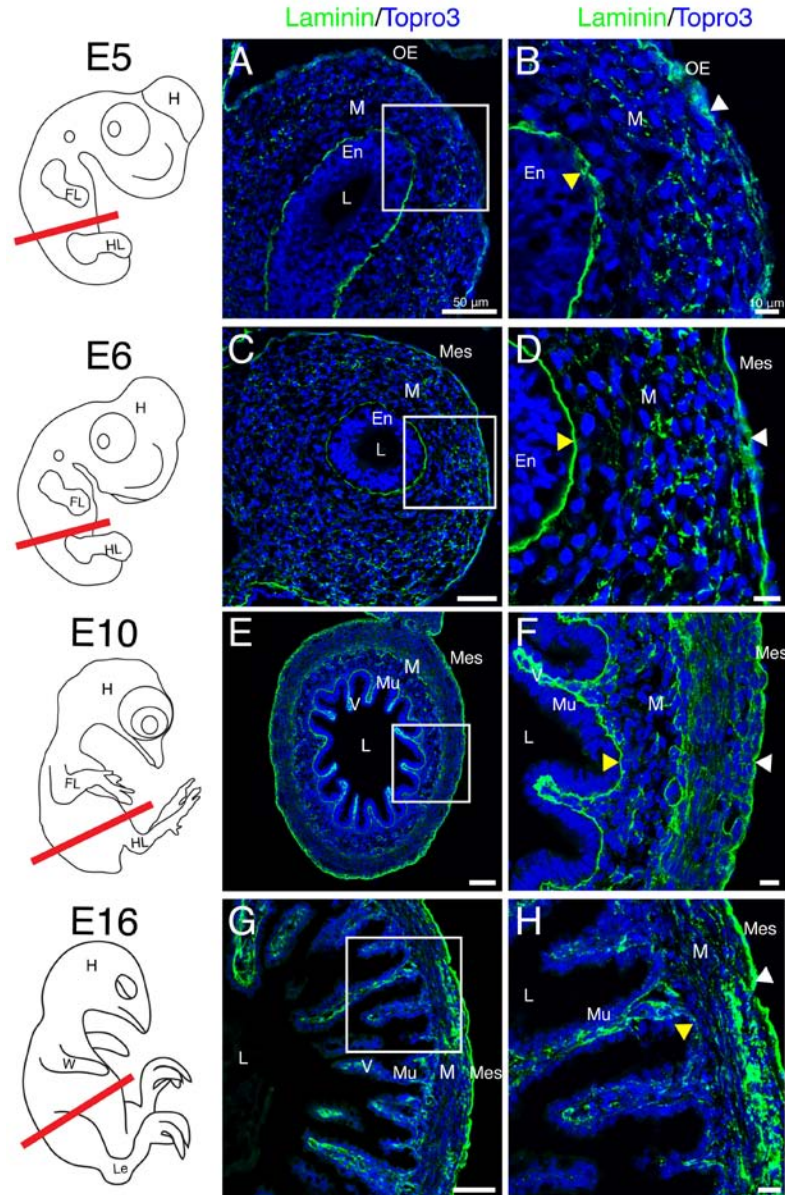 Laminin/Topro3 Laminin/Topro3
E5
H
FL
HL
A
OE
M
En
L
50 µm
B
OE
M
En
10 µm
E6
H
FL
HL
C
Mes
M
En
L
D
Mes
M
En
E10
H
FL
HL
E
M
Mes
Mu
V
L
F
V
Mes
Mu
M
L
E16
H
W
Le
G
L
V
Mu
M
Mes
H
Mes
M
L
Mu